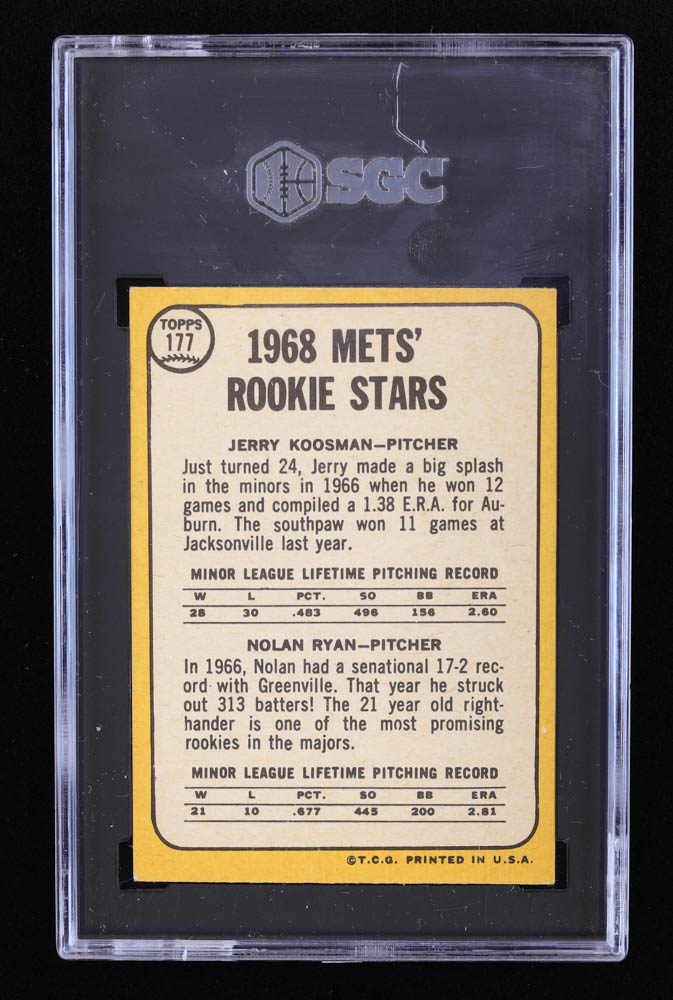 SGC
TOPPS
177
1968 METS'
ROOKIE STARS
JERRY KOOSMAN—PITCHER
Just turned 24, Jerry made a big splash
in the minors in 1966 when he won 12
games and compiled a 1.38 E.R.A. for Au-
burn. The southpaw won 11 games at
Jacksonville last year.
MINOR LEAGUE LIFETIME PITCHING RECORD
W L PCT. SO BB ERA
28 30 .483 496 156 2.60
NOLAN RYAN—PITCHER
In 1966, Nolan had a senational 17-2 rec-
ord with Greenville. That year he struck
out 313 batters! The 21 year old right-
hander is one of the most promising
rookies in the majors.
MINOR LEAGUE LIFETIME PITCHING RECORD
W L PCT. SO BB ERA
21 10 .677 445 200 2.81
©T.C.G. PRINTED IN U.S.A.